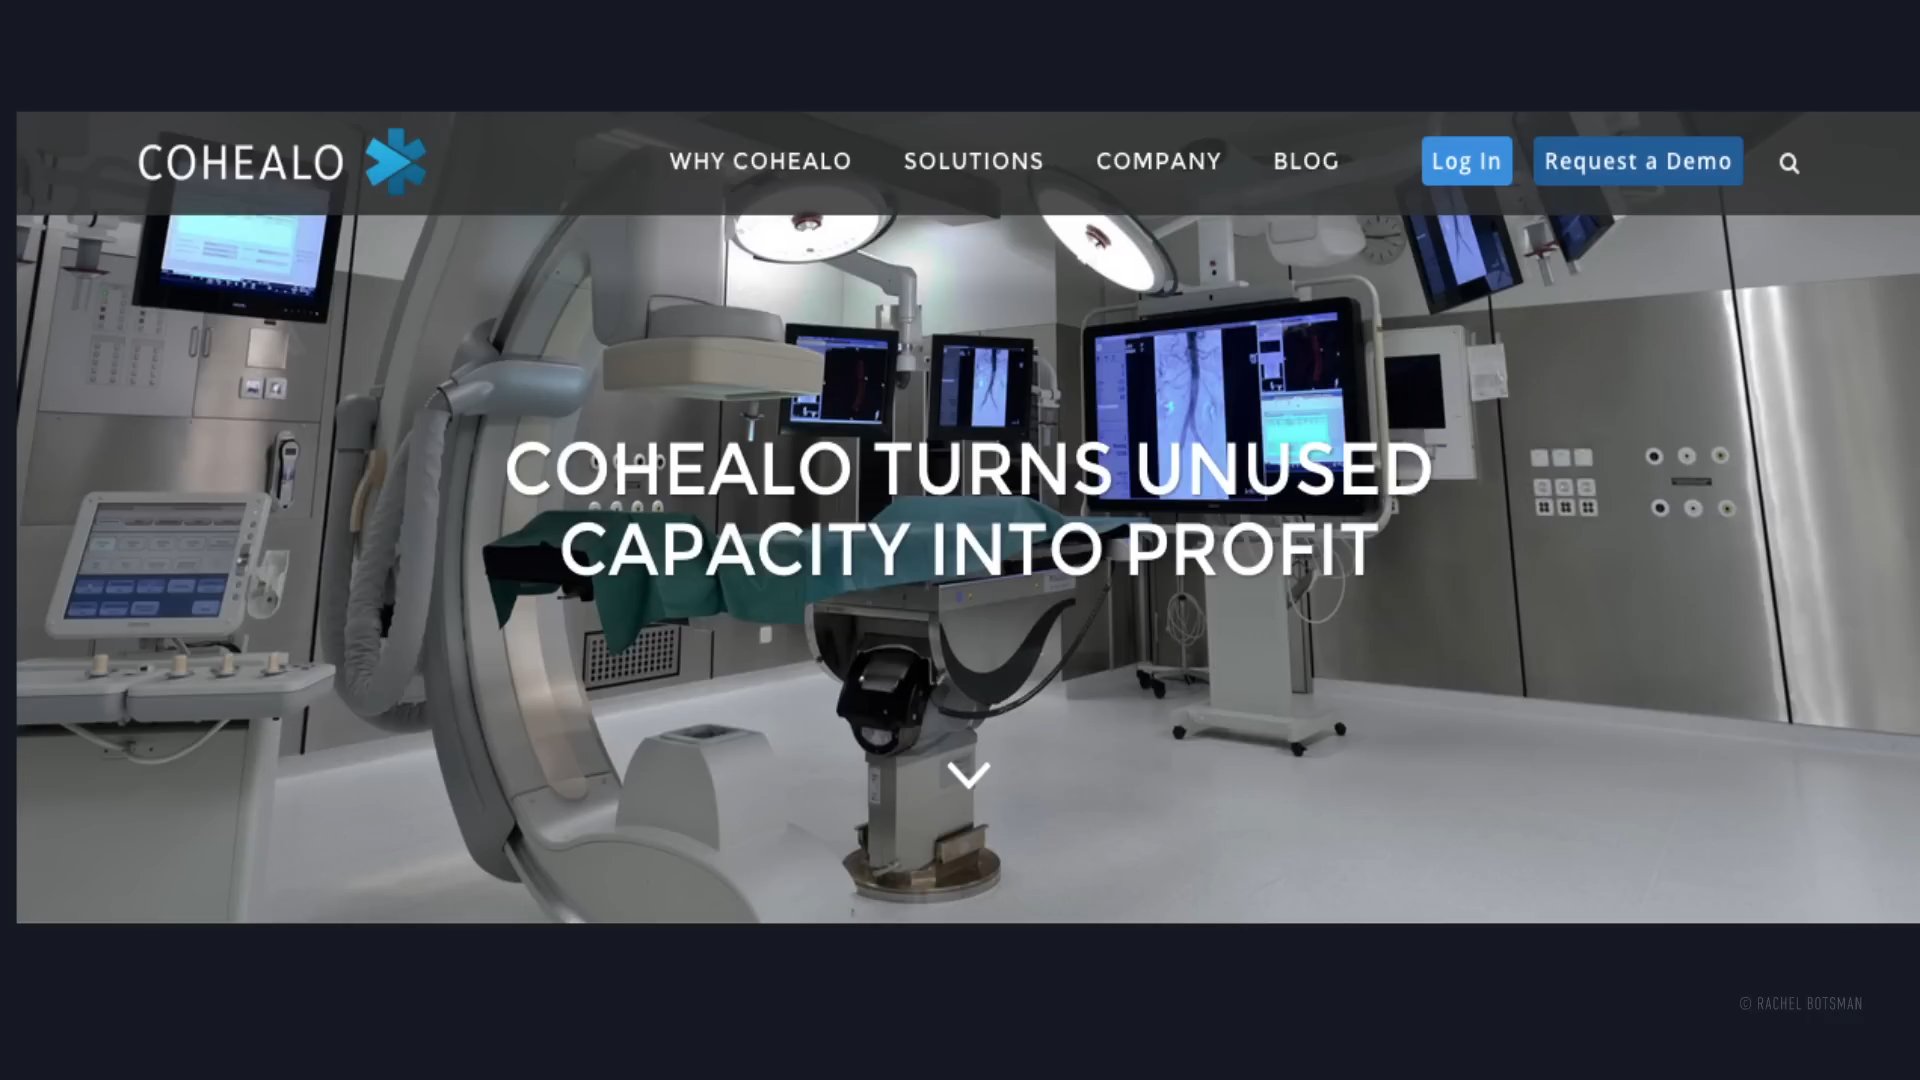 COHEALO
WHY COHEALO
SOLUTIONS
COMPANY
BLOG
Log In
Request a Demo
COHEALO TURNS UNUSED
CAPACITY INTO PROFIT
© RACHEL BOTSMAN